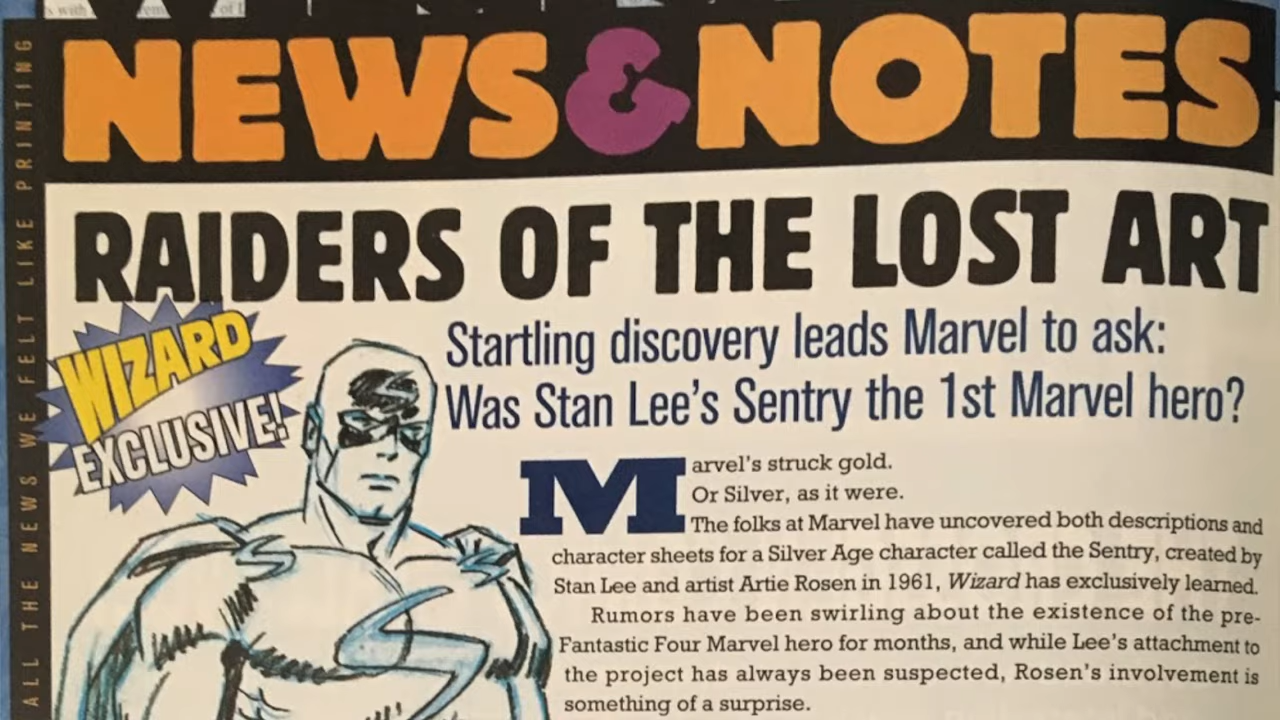 NEWS & NOTES
ALL THE NEWS WE FELT LIKE PRINTING
RAIDERS OF THE LOST ART
WIZARD
EXCLUSIVE!
Startling discovery leads Marvel to ask:
Was Stan Lee's Sentry the 1st Marvel hero?
Marvel's struck gold.
Or Silver, as it were.
The folks at Marvel have uncovered both descriptions and
character sheets for a Silver Age character called the Sentry, created by
Stan Lee and artist Artie Rosen in 1961, Wizard has exclusively learned.
Rumors have been swirling about the existence of the pre-
Fantastic Four Marvel hero for months, and while Lee's attachment to
the project has always been suspected, Rosen's involvement is
something of a surprise.